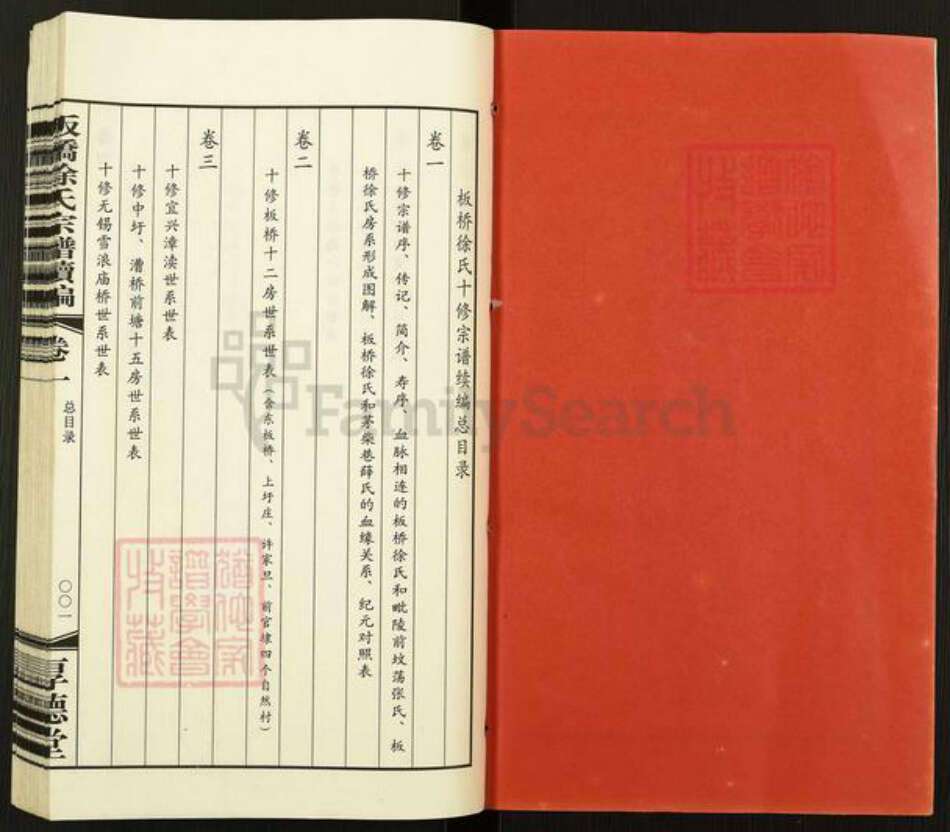 板桥徐氏十修宗谱续编总目录
卷一
十修宗谱序、传记、简介、寿序、血脉相连的板桥徐氏和毗陵前坟荡张氏、板
桥徐氏房系形成图解、板桥徐氏和茅柴巷薛氏的血缘关系、纪元对照表
卷二
十修板桥十二房世系世表（含东板桥、上圩庄、许家旦、前官埭四个自然村）
卷三
十修宜兴漳渎世系世表
十修中圩、漕桥前塘十五房世系世表
十修无锡雪浪庙桥世系世表
板橋徐氏宗譜續編
卷一
总目录
〇〇一
厚德堂
FamilySearch